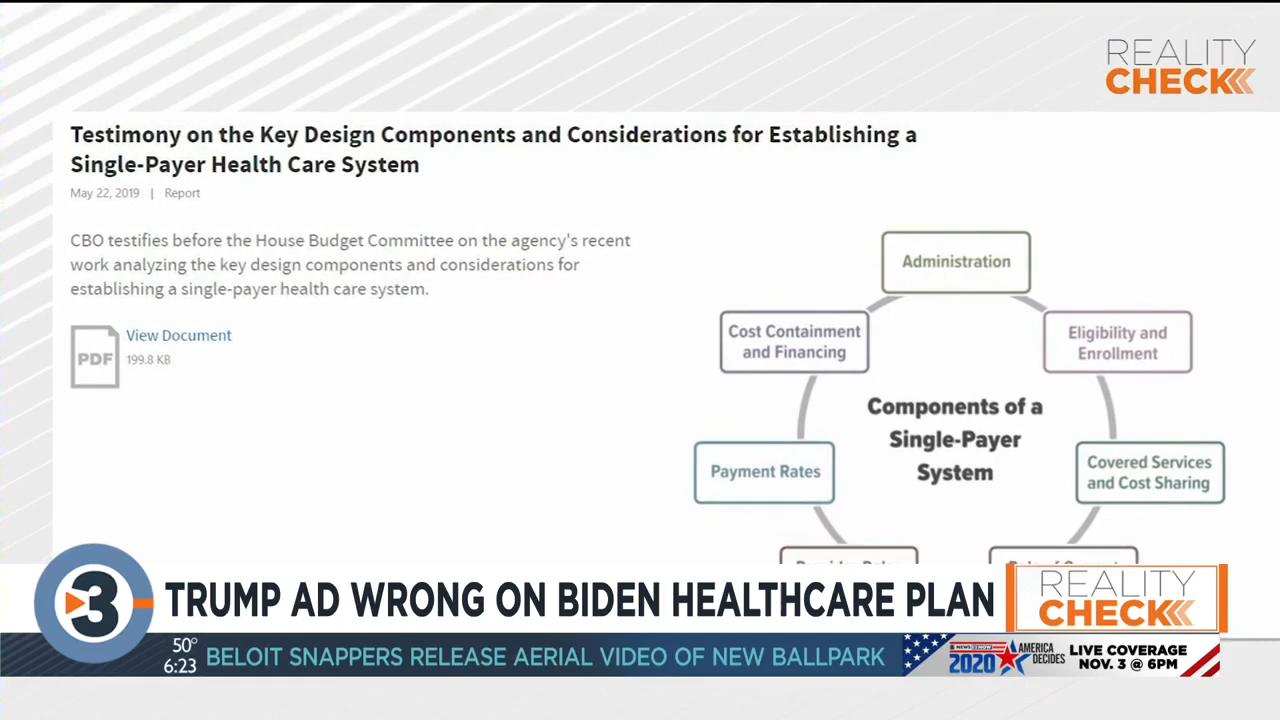 REALITY
CHECK
Testimony on the Key Design Components and Considerations for Establishing a
Single-Payer Health Care System
May 22, 2019 | Report
CBO testifies before the House Budget Committee on the agency's recent
work analyzing the key design components and considerations for
establishing a single-payer health care system.
PDF
View Document
199.8 KB
Administration
Cost Containment
and Financing
Eligibility and
Enrollment
Components of a
Single-Payer
System
Payment Rates
Covered Services
and Cost Sharing
3
TRUMP AD WRONG ON BIDEN HEALTHCARE PLAN
REALITY
CHECK
50°
6:23
BELOIT SNAPPERS RELEASE AERIAL VIDEO OF NEW BALLPARK
2020
AMERICA
DECIDES
LIVE COVERAGE
NOV. 3 @ 6PM